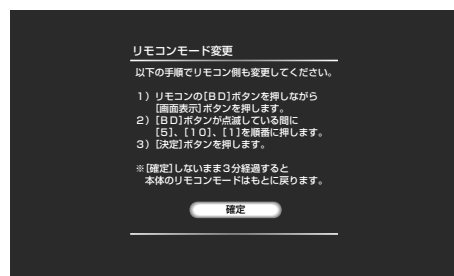 リモコンモード変更
以下の手順でリモコン側も変更してください。
1）リモコンの[BD]ボタンを押しながら
[画面表示]ボタンを押します。
2）[BD]ボタンが点滅している間に
[5]、[10]、[1]を順番に押します。
3）[決定]ボタンを押します。
※[確定]しないまま3分経過すると
本体のリモコンモードはもとに戻ります。
確定